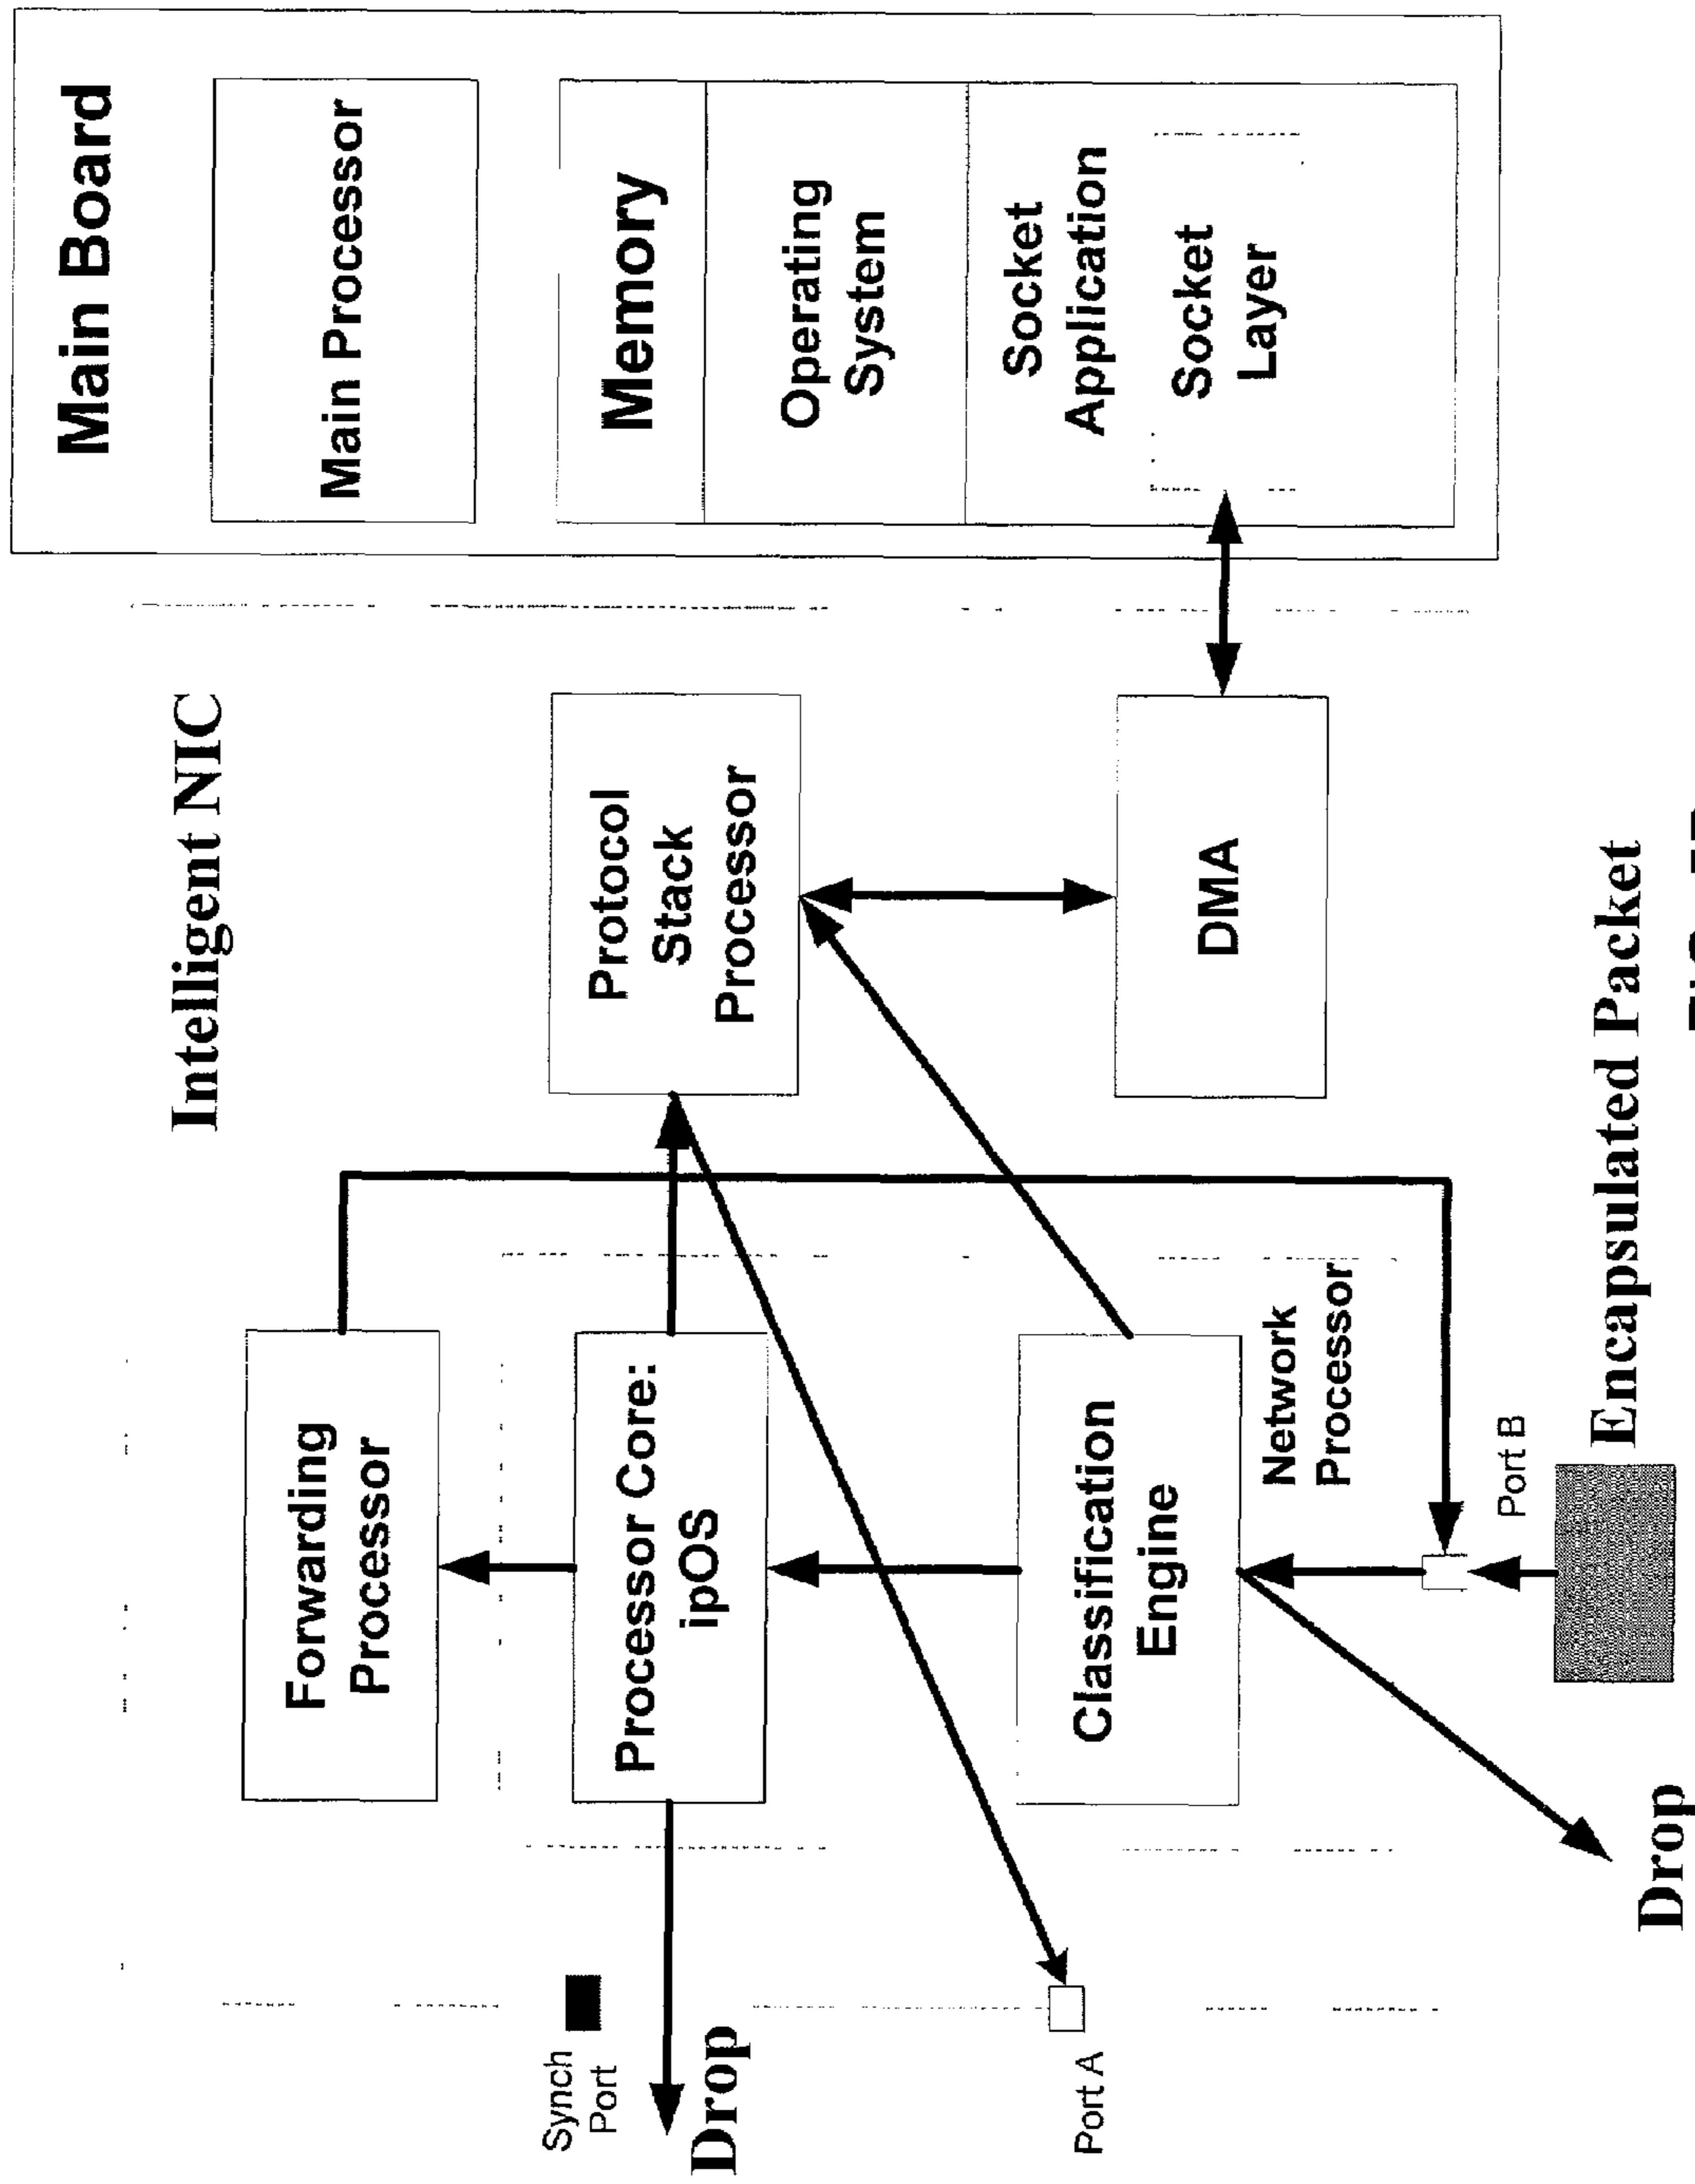 Main Board
Main Processor
Memory
Operating
System
Socket
Application
Socket
Layer
Intelligent NIC
Protocol
Stack
Processor
DMA
Forwarding
Processor
Processor Core:
ipOS
Classification
Engine
Network
Processor
Port B
Encapsulated Packet
Synch
Port
Drop
Port A
Drop